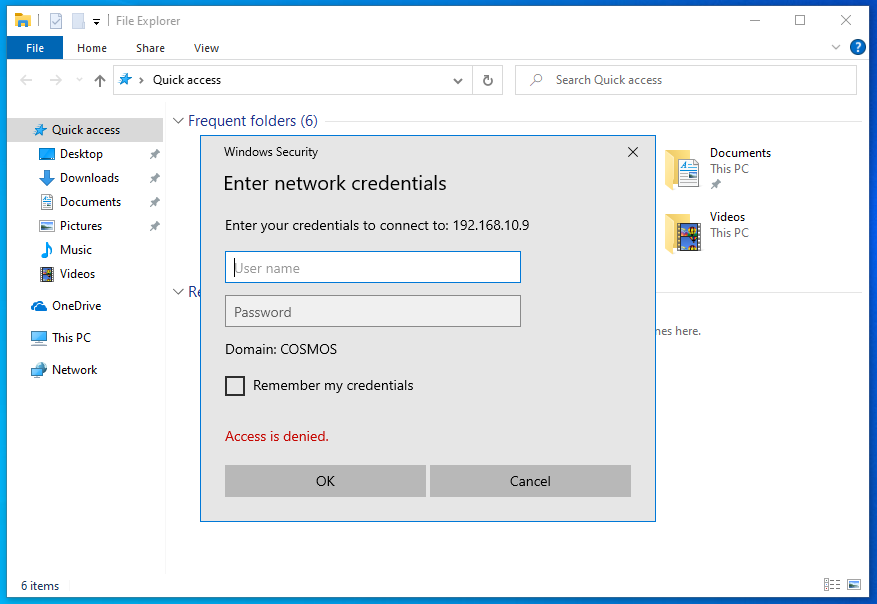 File Explorer
File Home Share View
Quick access
Search Quick access
Quick access
Desktop
Downloads
Documents
Pictures
Music
Videos
OneDrive
This PC
Network
Frequent folders (6)
Documents
This PC
Videos
This PC
Windows Security
Enter network credentials
Enter your credentials to connect to: 192.168.10.9
User name
Password
Domain: COSMOS
Remember my credentials
Access is denied.
OK Cancel
here.
6 items